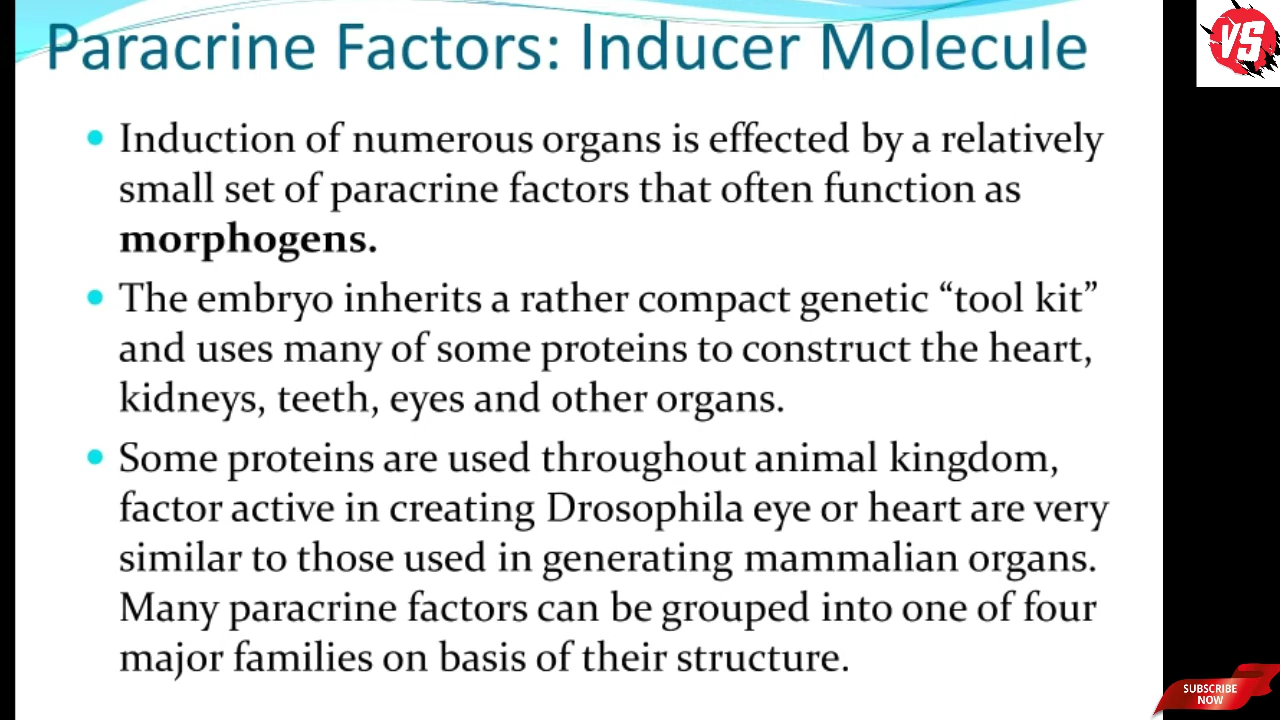 Paracrine Factors: Inducer Molecule
VS
• Induction of numerous organs is effected by a relatively
small set of paracrine factors that often function as
morphogens.
• The embryo inherits a rather compact genetic “tool kit”
and uses many of some proteins to construct the heart,
kidneys, teeth, eyes and other organs.
• Some proteins are used throughout animal kingdom,
factor active in creating Drosophila eye or heart are very
similar to those used in generating mammalian organs.
Many paracrine factors can be grouped into one of four
major families on basis of their structure.
SUBSCRIBE
NOW